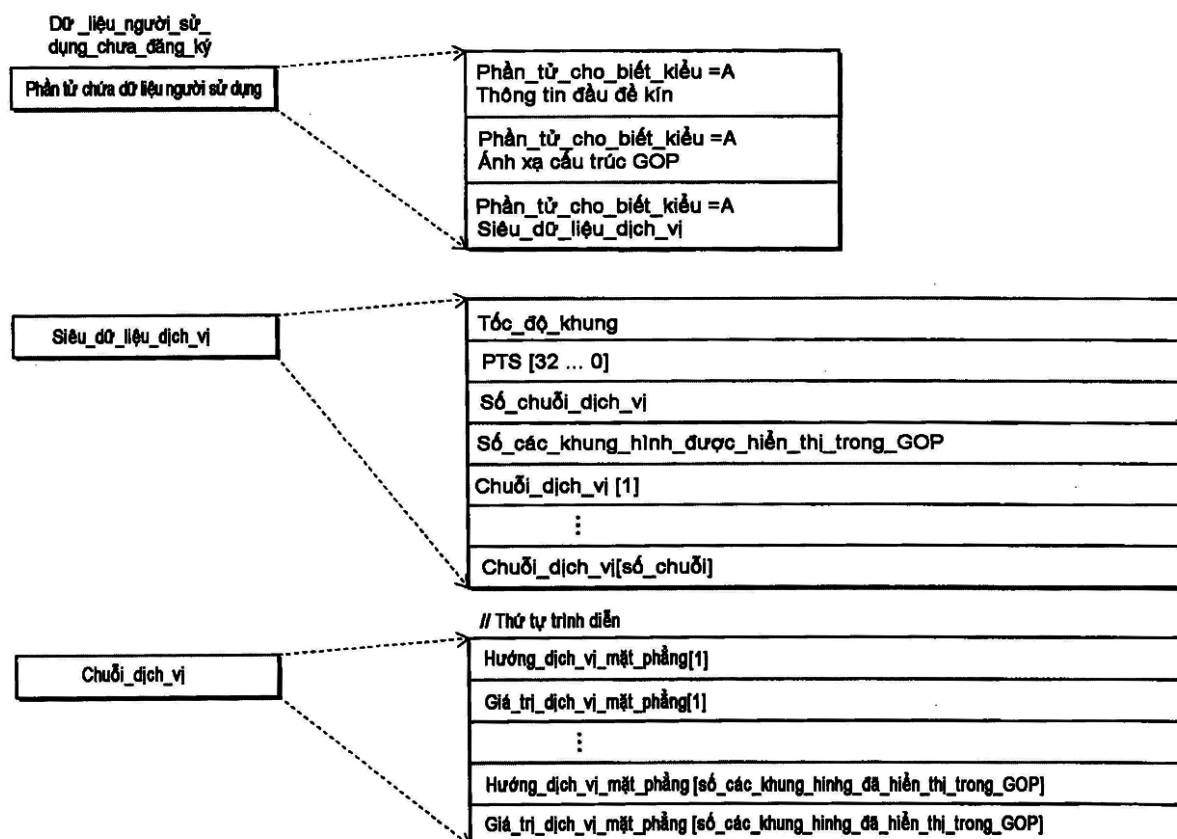 Dữ _liệu_người_sử_
dụng_chưa_đăng_ký
Phần tử chứa dữ liệu người sử dụng
Phần_tử_cho_biết_kiểu =A
Thông tin đầu đề kín
Phần_tử_cho_biết_kiểu =A
Ánh xạ cấu trúc GOP
Phần_tử_cho_biết_kiểu =A
Siêu_dữ_liệu_dịch_vị
Siêu_dữ_liệu_dịch_vị
Tốc_độ_khung
PTS [32 ... 0]
Số_chuỗi_dịch_vị
Số_các_khung_hình_được_hiển_thị_trong_GOP
Chuỗi_dịch_vị [1]
⋮
Chuỗi_dịch_vị[số_chuỗi]
// Thứ tự trình diễn
Chuỗi_dịch_vị
Hướng_dịch_vị_mặt_phẳng[1]
Giá_trị_dịch_vị_mặt_phẳng[1]
⋮
Hướng_dịch_vị_mặt_phẳng [số_các_khung_hinhg_đã_hiển_thị_trong_GOP]
Giá_trị_dịch_vị_mặt_phẳng [số_các_khung_hinhg_đã_hiển_thị_trong_GOP]